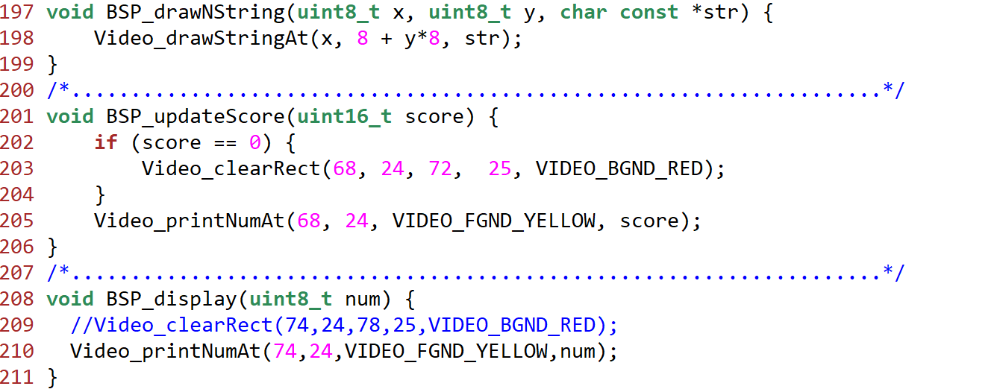 197 void BSP_drawNString(uint8_t x, uint8_t y, char const *str) {
198     Video_drawStringAt(x, 8 + y*8, str);
199 }
200 /*....................................................................*/
201 void BSP_updateScore(uint16_t score) {
202     if (score == 0) {
203         Video_clearRect(68, 24, 72,  25, VIDEO_BGND_RED);
204     }
205     Video_printNumAt(68, 24, VIDEO_FGND_YELLOW, score);
206 }
207 /*....................................................................*/
208 void BSP_display(uint8_t num) {
209   //Video_clearRect(74,24,78,25,VIDEO_BGND_RED);
210   Video_printNumAt(74,24,VIDEO_FGND_YELLOW,num);
211 }